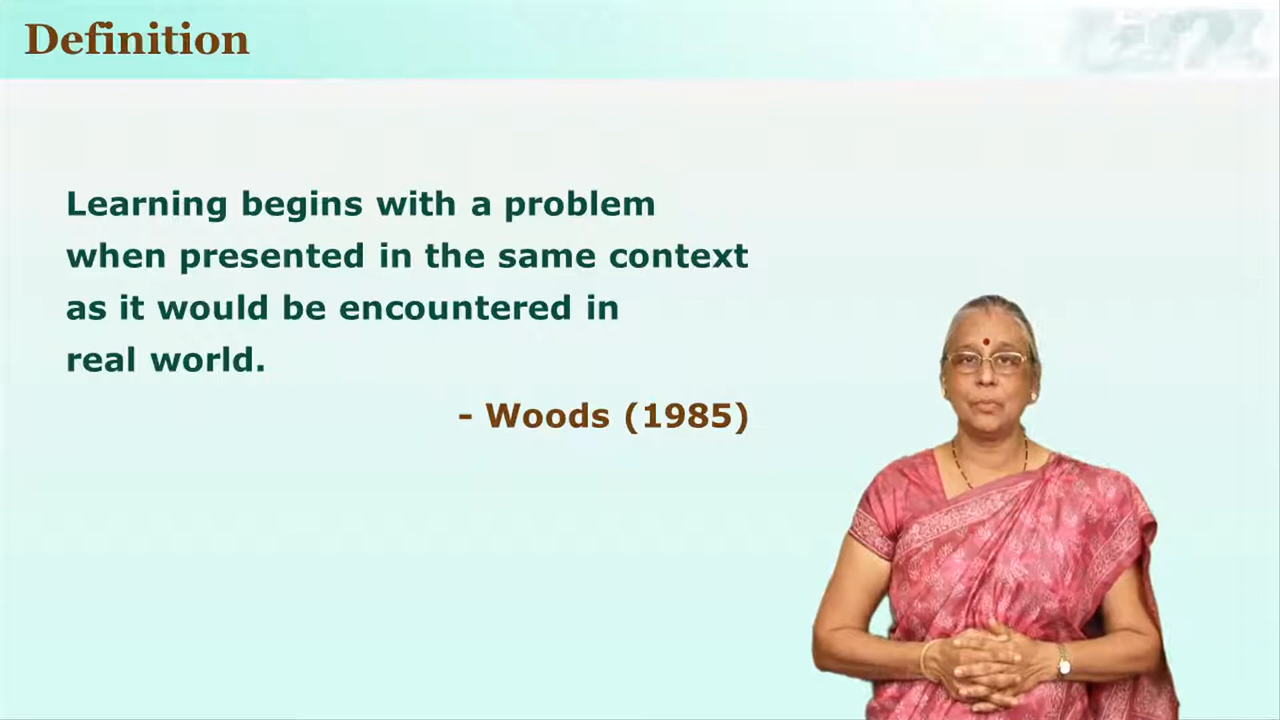 Definition
Learning begins with a problem
when presented in the same context
as it would be encountered in
real world.
- Woods (1985)